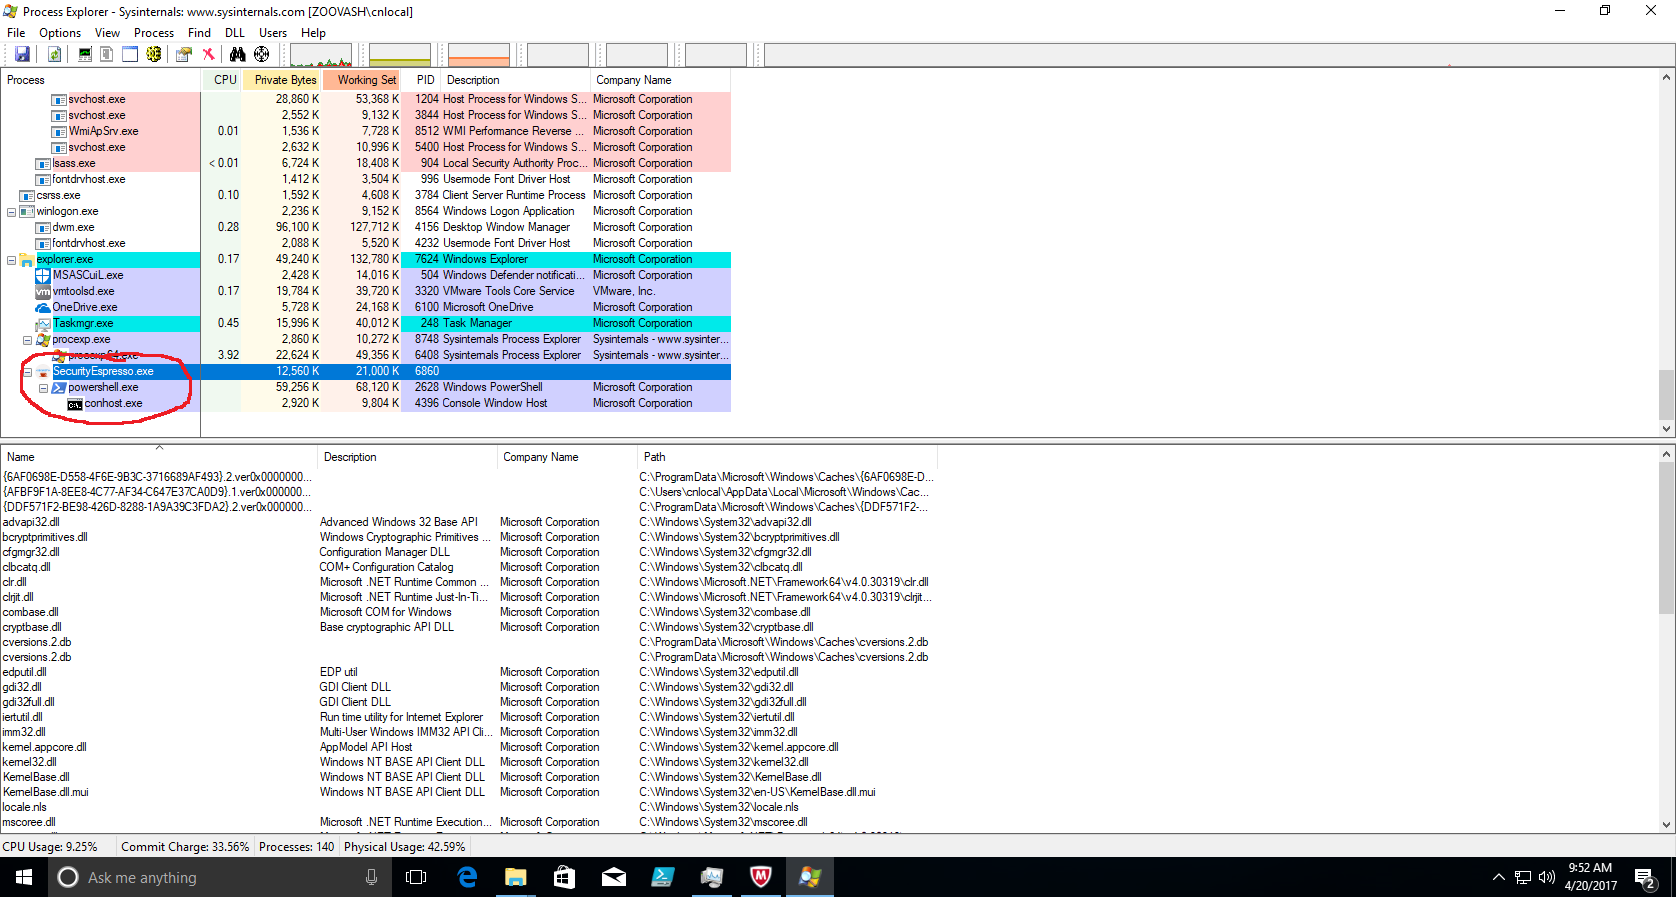 Process Explorer - Sysinternals: www.sysinternals.com [ZOOVASH\cnlocal]
File Options View Process Find DLL Users Help
Process CPU Private Bytes Working Set PID Description Company Name
svchost.exe 28,860 K 53,368 K 1204 Host Process for Windows S... Microsoft Corporation
svchost.exe 2,552 K 9,132 K 3844 Host Process for Windows S... Microsoft Corporation
WmiApSrv.exe 0.01 1,536 K 7,728 K 8512 WMI Performance Reverse ... Microsoft Corporation
svchost.exe 2,632 K 10,996 K 5400 Host Process for Windows S... Microsoft Corporation
lsass.exe < 0.01 6,724 K 18,408 K 904 Local Security Authority Proc... Microsoft Corporation
fontdrvhost.exe 1,412 K 3,504 K 996 Usermode Font Driver Host Microsoft Corporation
csrss.exe 0.10 1,592 K 4,608 K 3784 Client Server Runtime Process Microsoft Corporation
winlogon.exe 2,236 K 9,152 K 8564 Windows Logon Application Microsoft Corporation
dwm.exe 0.28 96,100 K 127,712 K 4156 Desktop Window Manager Microsoft Corporation
fontdrvhost.exe 2,088 K 5,520 K 4232 Usermode Font Driver Host Microsoft Corporation
explorer.exe 0.17 49,240 K 132,780 K 7624 Windows Explorer Microsoft Corporation
MSASCuiL.exe 2,428 K 14,016 K 504 Windows Defender notificati... Microsoft Corporation
vmtoolsd.exe 0.17 19,784 K 39,720 K 3320 VMware Tools Core Service VMware, Inc.
OneDrive.exe 5,728 K 24,168 K 6100 Microsoft OneDrive Microsoft Corporation
Taskmgr.exe 0.45 15,996 K 40,012 K 248 Task Manager Microsoft Corporation
procexp.exe 2,860 K 10,272 K 8748 Sysinternals Process Explorer Sysinternals - www.sysinter...
procexp64.exe 3.92 22,624 K 49,356 K 6408 Sysinternals Process Explorer Sysinternals - www.sysinter...
SecurityEspresso.exe 12,560 K 21,000 K 6860
powershell.exe 59,256 K 68,120 K 2628 Windows PowerShell Microsoft Corporation
conhost.exe 2,920 K 9,804 K 4396 Console Window Host Microsoft Corporation
Name Description Company Name Path
{6AF0698E-D558-4F6E-9B3C-3716689AF493}.2.ver0x0000000... C:\ProgramData\Microsoft\Windows\Caches\{6AF0698E-D...
{AFBF9F1A-8EE8-4C77-AF34-C647E37CA0D9}.1.ver0x000000... C:\Users\cnlocal\AppData\Local\Microsoft\Windows\Cac...
{DDF571F2-BE98-426D-8288-1A9A39C3FDA2}.2.ver0x000000... C:\ProgramData\Microsoft\Windows\Caches\{DDF571F2-...
advapi32.dll Advanced Windows 32 Base API Microsoft Corporation C:\Windows\System32\advapi32.dll
bcryptprimitives.dll Windows Cryptographic Primitives ... Microsoft Corporation C:\Windows\System32\bcryptprimitives.dll
cfgmgr32.dll Configuration Manager DLL Microsoft Corporation C:\Windows\System32\cfgmgr32.dll
clbcatq.dll COM+ Configuration Catalog Microsoft Corporation C:\Windows\System32\clbcatq.dll
clr.dll Microsoft .NET Runtime Common ... Microsoft Corporation C:\Windows\Microsoft.NET\Framework64\v4.0.30319\clr.dll
clrjit.dll Microsoft .NET Runtime Just-In-Ti... Microsoft Corporation C:\Windows\Microsoft.NET\Framework64\v4.0.30319\clrjit...
combase.dll Microsoft COM for Windows Microsoft Corporation C:\Windows\System32\combase.dll
cryptbase.dll Base cryptographic API DLL Microsoft Corporation C:\Windows\System32\cryptbase.dll
cversions.2.db C:\ProgramData\Microsoft\Windows\Caches\cversions.2.db
cversions.2.db C:\ProgramData\Microsoft\Windows\Caches\cversions.2.db
edputil.dll EDP util Microsoft Corporation C:\Windows\System32\edputil.dll
gdi32.dll GDI Client DLL Microsoft Corporation C:\Windows\System32\gdi32.dll
gdi32full.dll GDI Client DLL Microsoft Corporation C:\Windows\System32\gdi32full.dll
iertutil.dll Run time utility for Internet Explorer Microsoft Corporation C:\Windows\System32\iertutil.dll
imm32.dll Multi-User Windows IMM32 API Cli... Microsoft Corporation C:\Windows\System32\imm32.dll
kernel.appcore.dll AppModel API Host Microsoft Corporation C:\Windows\System32\kernel.appcore.dll
kernel32.dll Windows NT BASE API Client DLL Microsoft Corporation C:\Windows\System32\kernel32.dll
KernelBase.dll Windows NT BASE API Client DLL Microsoft Corporation C:\Windows\System32\KernelBase.dll
KernelBase.dll.mui Windows NT BASE API Client DLL Microsoft Corporation C:\Windows\System32\en-US\KernelBase.dll.mui
locale.nls C:\Windows\System32\locale.nls
mscoree.dll Microsoft .NET Runtime Execution... Microsoft Corporation C:\Windows\System32\mscoree.dll
CPU Usage: 9.25% Commit Charge: 33.56% Processes: 140 Physical Usage: 42.59%
Ask me anything
9:52 AM
4/20/2017
2